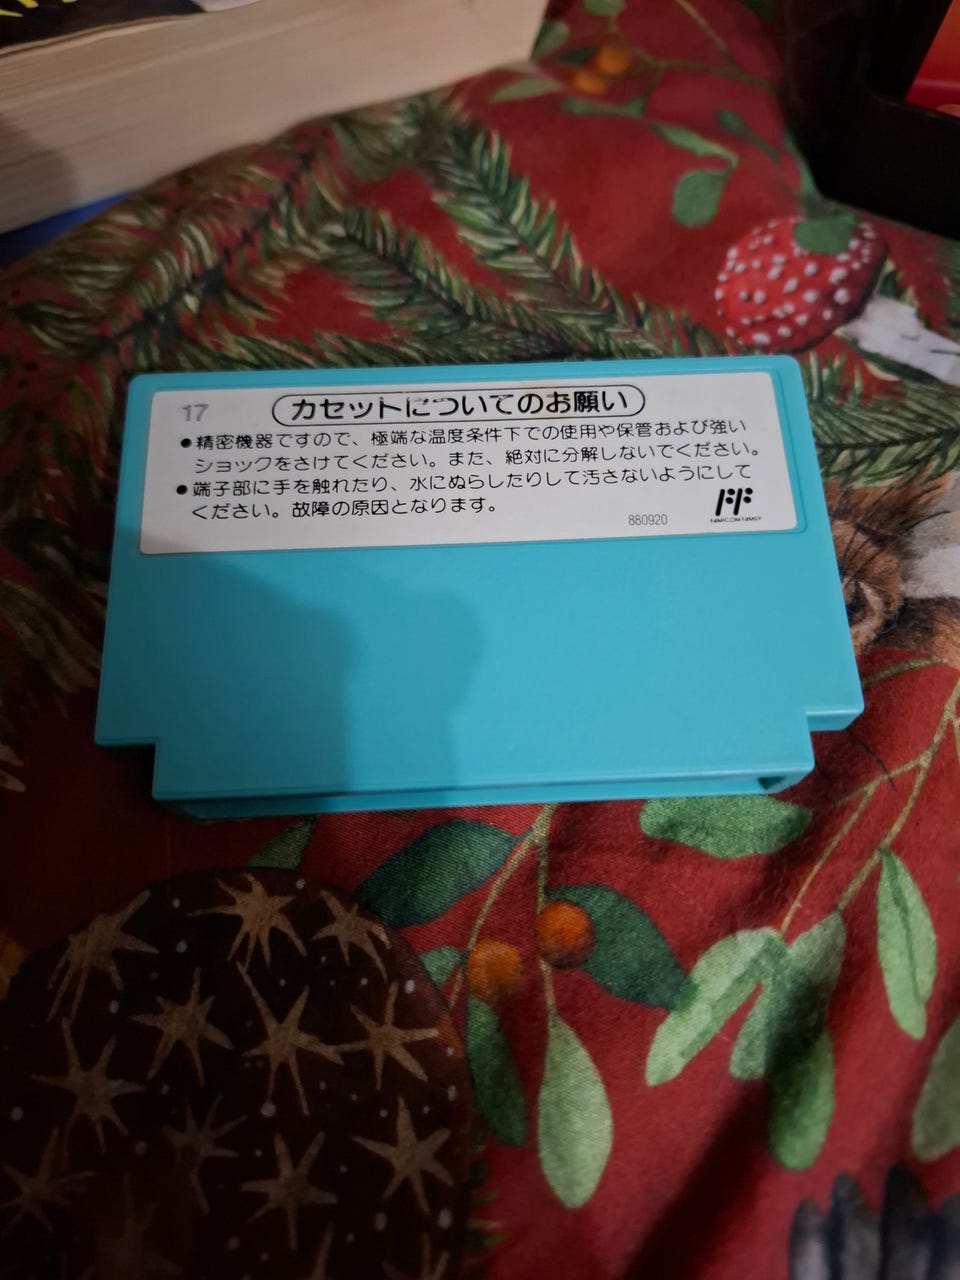 17
カセットについてのお願い
●精密機器ですので、極端な温度条件下での使用や保管および強い
ショックをさけてください。また、絶対に分解しないでください。
●端子部に手を触れたり、水にぬらしたりして汚さないようにして
ください。故障の原因となります。
880920
FF